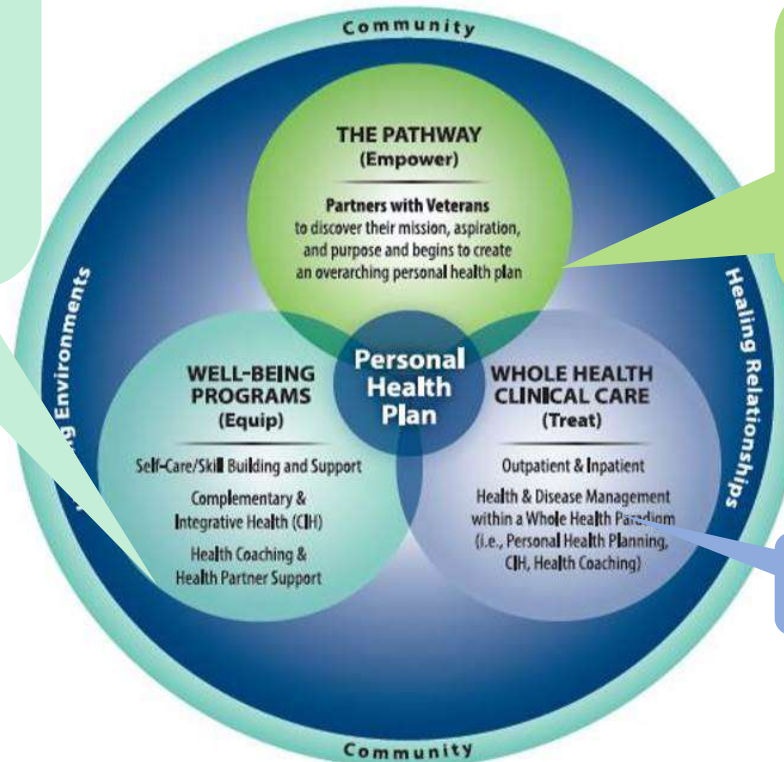 Community
THE PATHWAY
(Empower)
Partners with Veterans
to discover their mission, aspiration,
and purpose and begins to create
an overarching personal health plan
Environments
Healing Relationships
Personal
Health
Plan
WELL-BEING
PROGRAMS
(Equip)
Self-Care/Skill Building and Support
Complementary &
Integrative Health (CIH)
Health Coaching &
Health Partner Support
WHOLE HEALTH
CLINICAL CARE
(Treat)
Outpatient & Inpatient
Health & Disease Management
within a Whole Health Paradigm
(i.e., Personal Health Planning,
CIH, Health Coaching)
Community